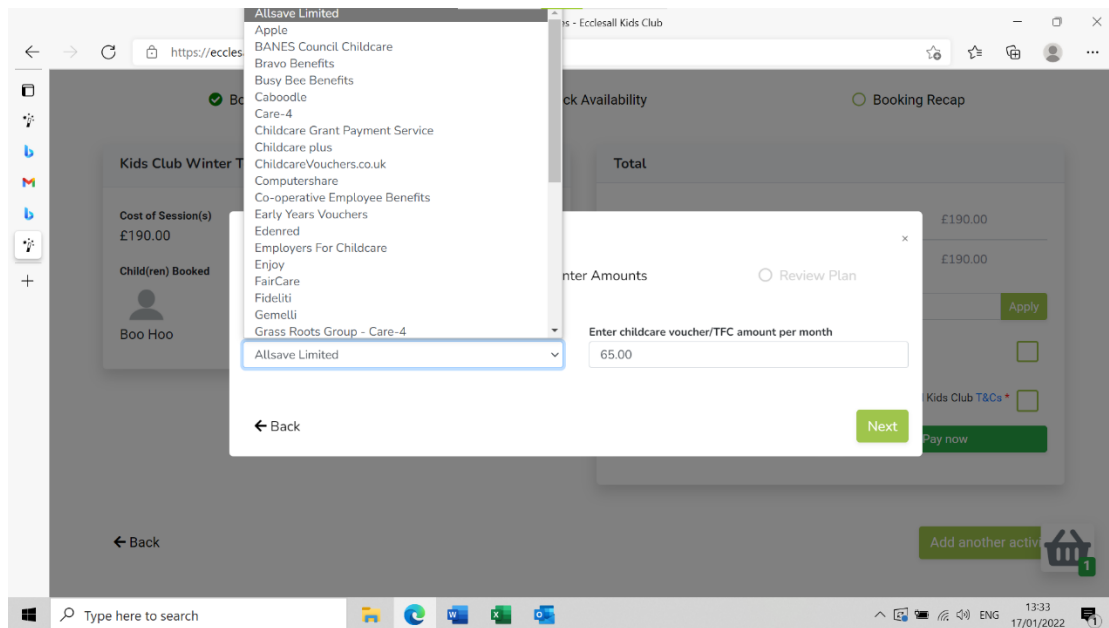 Allsave Limited
Apple
BANES Council Childcare
Bravo Benefits
Busy Bee Benefits
Caboodle
Care-4
Childcare Grant Payment Service
Childcare plus
ChildcareVouchers.co.uk
Computershare
Co-operative Employee Benefits
Early Years Vouchers
Edenred
Employers For Childcare
Enjoy
FairCare
Fideliti
Gemelli
Grass Roots Group - Care-4
Allsave Limited
es - Ecclesall Kids Club
https://eccles
Bo
ck Availability
Booking Recap
Kids Club Winter T
Total
Cost of Session(s)
£190.00
Child(ren) Booked
Boo Hoo
£190.00
£190.00
Apply
nter Amounts
Review Plan
Enter childcare voucher/TFC amount per month
65.00
Back
Next
Kids Club T&Cs *
Pay now
Back
Add another activ
1
Type here to search
ENG
13:33
17/01/2022
1